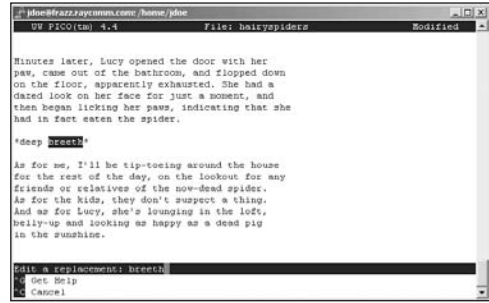 jdoe@frazz.raycomm.com: /home/jdoe
UW PICO(tm) 4.4 File: hairyspiders Modified
Minutes later, Lucy opened the door with her
paw, came out of the bathroom, and flopped down
on the floor, apparently exhausted. She had a
dazed look on her face for just a moment, and
then began licking her paws, indicating that she
had in fact eaten the spider.
*deep breeth*
As for me, I'll be tip-toeing around the house
for the rest of the day, on the lookout for any
friends or relatives of the now-dead spider.
As for the kids, they don't suspect a thing.
And as for Lucy, she's lounging in the loft,
belly-up and looking as happy as a dead pig
in the sunshine.
Edit a replacement: breeth
^G Get Help
^C Cancel